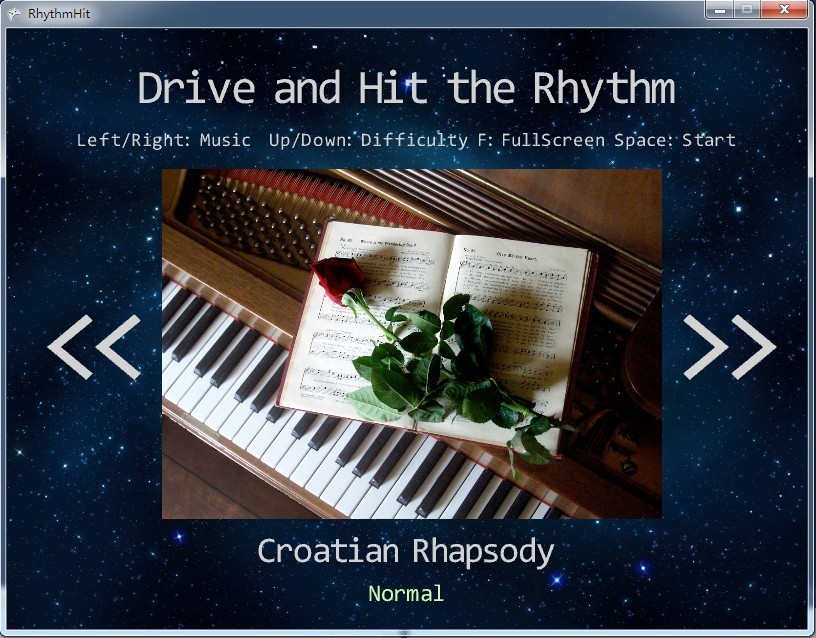 RhythmHit
Drive and Hit the Rhythm
Left/Right: Music Up/Down: Difficulty F: FullScreen Space: Start
<<
>>
Croatian Rhapsody
Normal